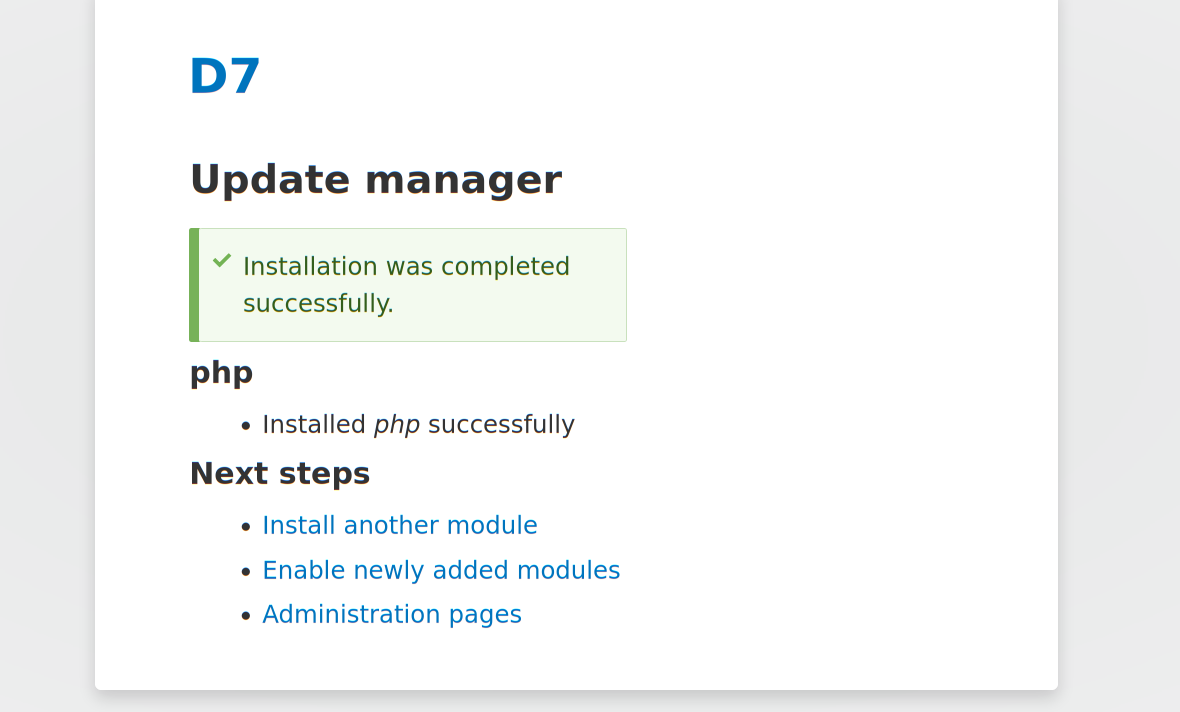 D7
Update manager
Installation was completed
successfully.
php
Installed php successfully
Next steps
Install another module
Enable newly added modules
Administration pages